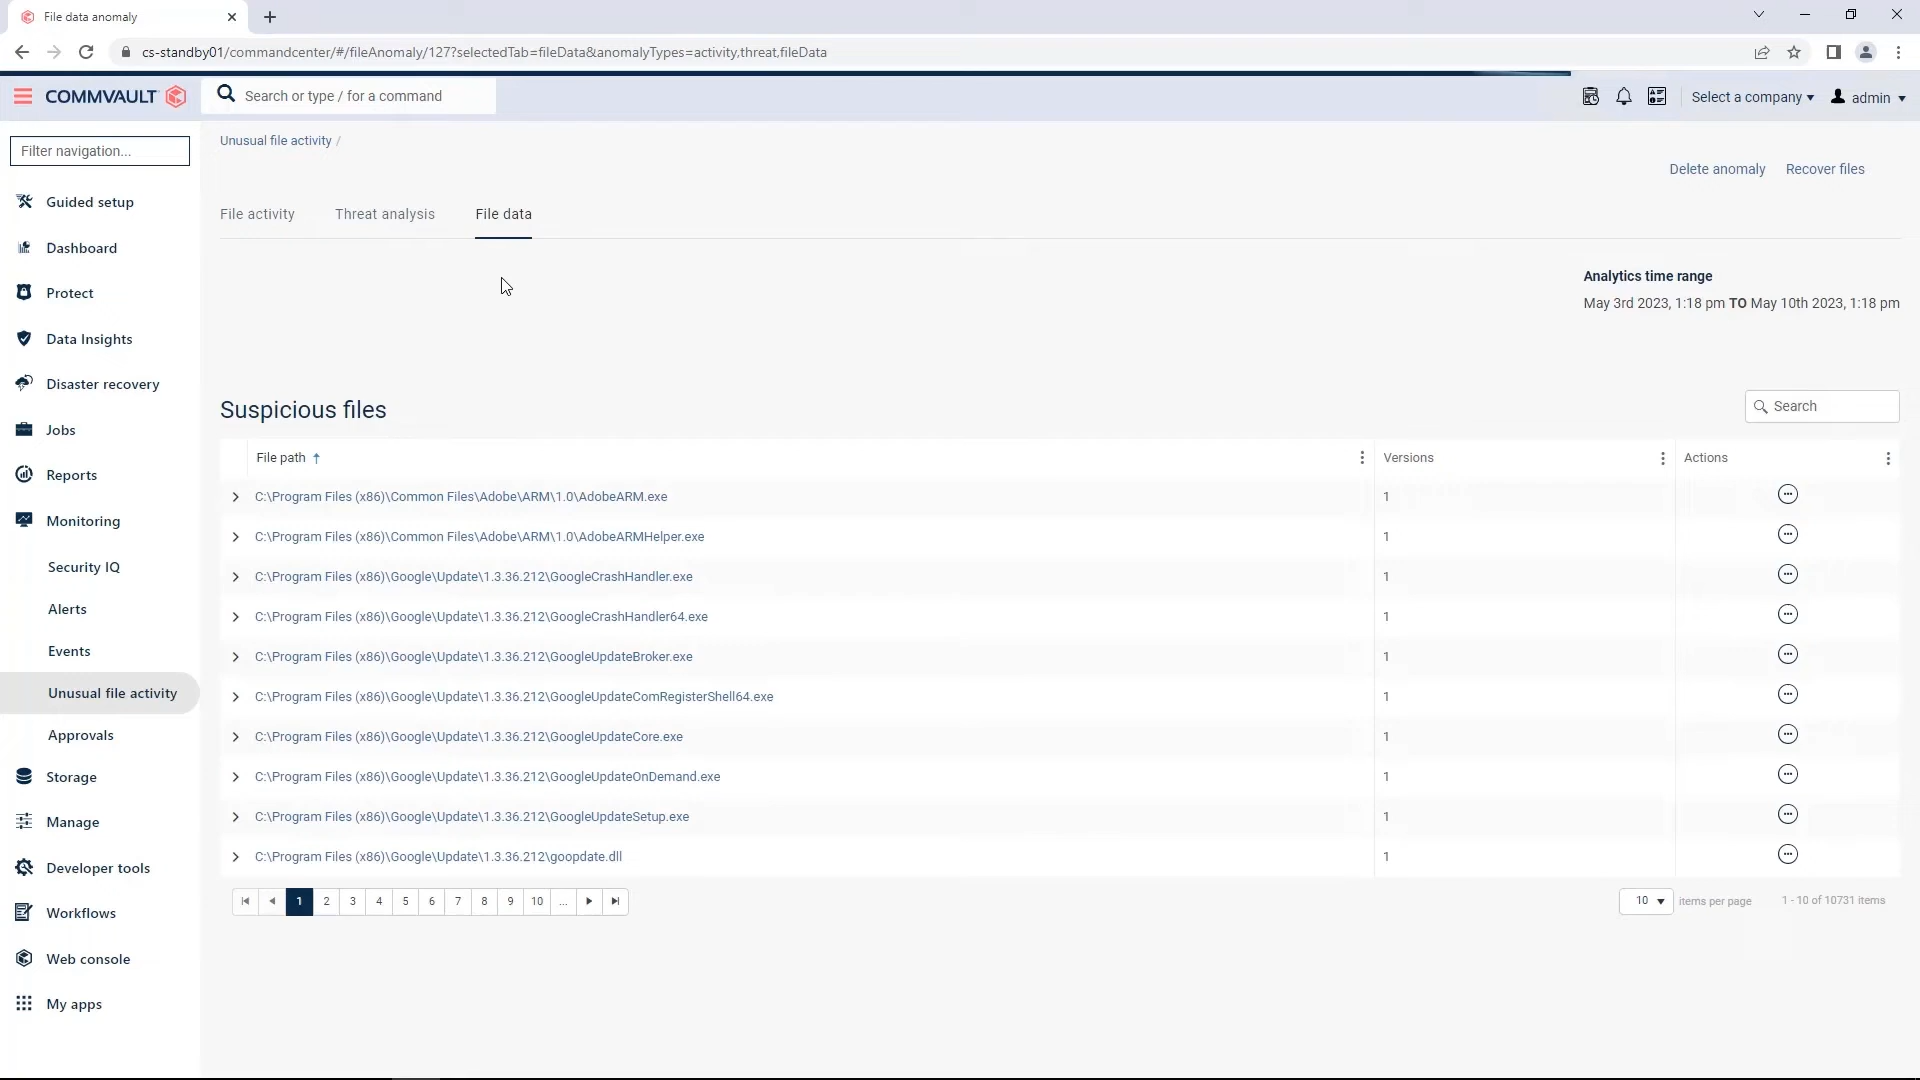 File data anomaly
cs-standby01/commandcenter/#/fileAnomaly/127?selectedTab=fileData&anomalyTypes=activity,threat,fileData
COMMVAULT
Search or type / for a command
Select a company
admin
Filter navigation...
Guided setup
Dashboard
Protect
Data Insights
Disaster recovery
Jobs
Reports
Monitoring
Security IQ
Alerts
Events
Unusual file activity
Approvals
Storage
Manage
Developer tools
Workflows
Web console
My apps
Unusual file activity /
Delete anomaly Recover files
File activity Threat analysis File data
Analytics time range
May 3rd 2023, 1:18 pm TO May 10th 2023, 1:18 pm
Suspicious files
Search
File path Versions Actions
C:\Program Files (x86)\Common Files\Adobe\ARM\1.0\AdobeARM.exe 1
C:\Program Files (x86)\Common Files\Adobe\ARM\1.0\AdobeARMHelper.exe 1
C:\Program Files (x86)\Google\Update\1.3.36.212\GoogleCrashHandler.exe 1
C:\Program Files (x86)\Google\Update\1.3.36.212\GoogleCrashHandler64.exe 1
C:\Program Files (x86)\Google\Update\1.3.36.212\GoogleUpdateBroker.exe 1
C:\Program Files (x86)\Google\Update\1.3.36.212\GoogleUpdateComRegisterShell64.exe 1
C:\Program Files (x86)\Google\Update\1.3.36.212\GoogleUpdateCore.exe 1
C:\Program Files (x86)\Google\Update\1.3.36.212\GoogleUpdateOnDemand.exe 1
C:\Program Files (x86)\Google\Update\1.3.36.212\GoogleUpdateSetup.exe 1
C:\Program Files (x86)\Google\Update\1.3.36.212\goopdate.dll 1
1 2 3 4 5 6 7 8 9 10 ...
10 items per page 1 - 10 of 10731 items